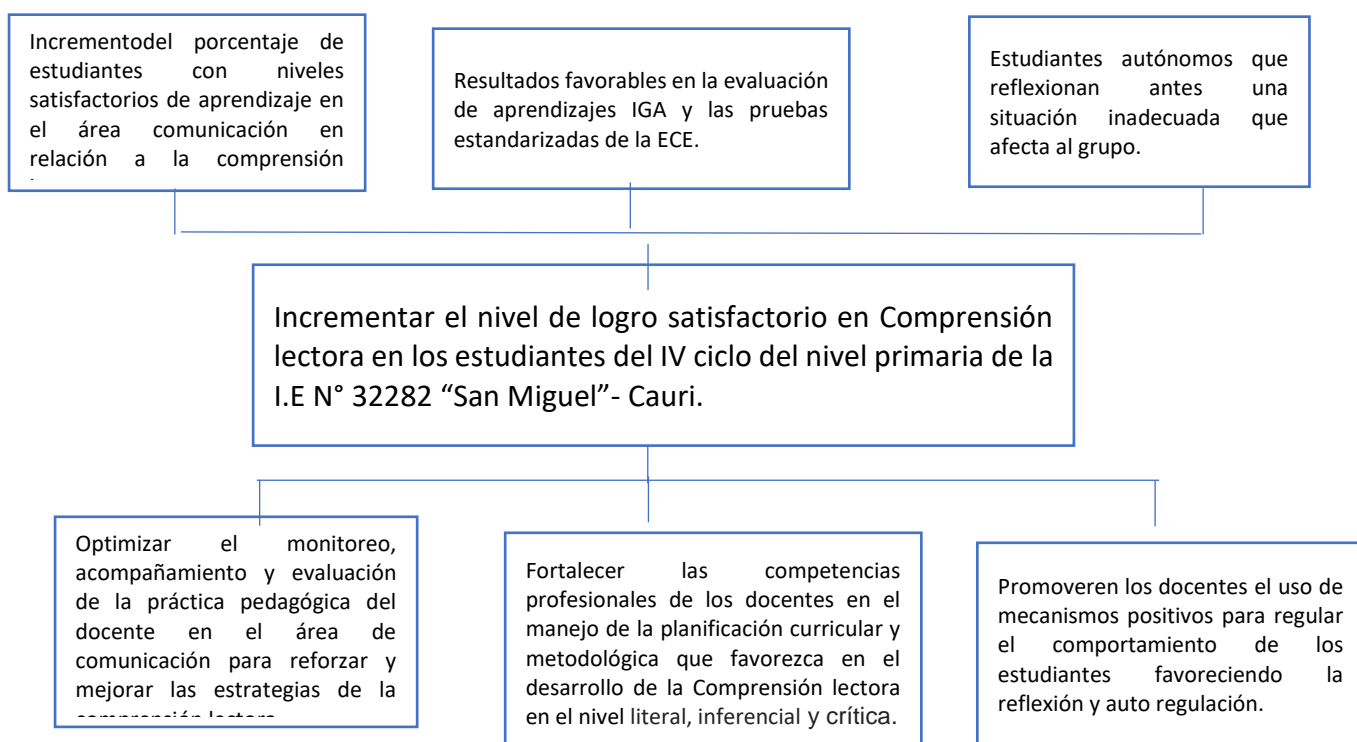 Incrementodel porcentaje de
estudiantes con niveles
satisfactorios de aprendizaje en
el área comunicación en
relación a la comprensión
Resultados favorables en la evaluación
de aprendizajes IGA y las pruebas
estandarizadas de la ECE.
Estudiantes autónomos que
reflexionan antes una
situación inadecuada que
afecta al grupo.
Incrementar el nivel de logro satisfactorio en Comprensión
lectora en los estudiantes del IV ciclo del nivel primaria de la
I.E N° 32282 “San Miguel”- Cauri.
Optimizar el monitoreo,
acompañamiento y evaluación
de la práctica pedagógica del
docente en el área de
comunicación para reforzar y
mejorar las estrategias de la
comprensión lectora
Fortalecer las competencias
profesionales de los docentes en el
manejo de la planificación curricular y
metodológica que favorezca en el
desarrollo de la Comprensión lectora
en el nivel literal, inferencial y crítica.
Promoveren los docentes el uso de
mecanismos positivos para regular
el comportamiento de los
estudiantes favoreciendo la
reflexión y auto regulación.